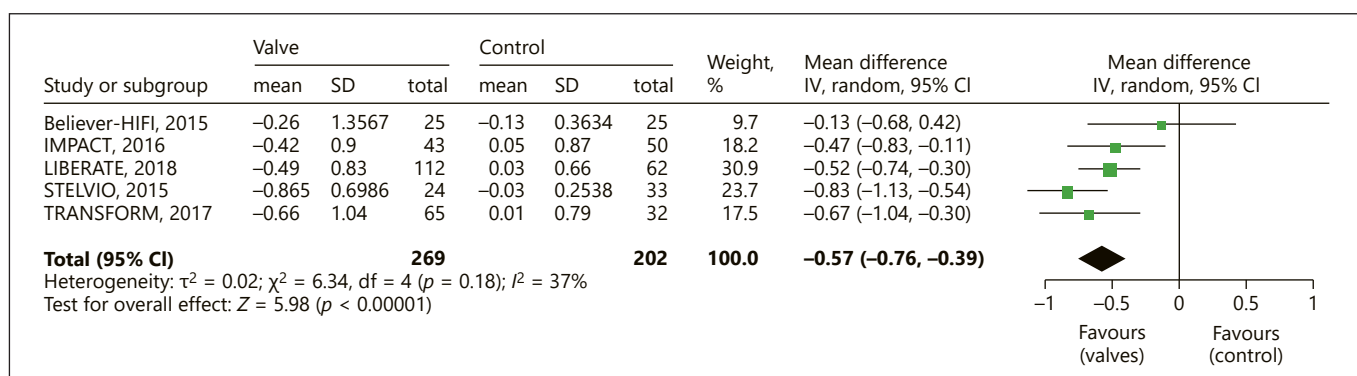 Valve Control
Study or subgroup mean SD total mean SD total Weight, % Mean difference IV, random, 95% CI Mean difference IV, random, 95% CI
Believer-HIFI, 2015 –0.26 1.3567 25 –0.13 0.3634 25 9.7 –0.13 (–0.68, 0.42)
IMPACT, 2016 –0.42 0.9 43 0.05 0.87 50 18.2 –0.47 (–0.83, –0.11)
LIBERATE, 2018 –0.49 0.83 112 0.03 0.66 62 30.9 –0.52 (–0.74, –0.30)
STELVIO, 2015 –0.865 0.6986 24 –0.03 0.2538 33 23.7 –0.83 (–1.13, –0.54)
TRANSFORM, 2017 –0.66 1.04 65 0.01 0.79 32 17.5 –0.67 (–1.04, –0.30)
Total (95% CI) 269 202 100.0 –0.57 (–0.76, –0.39)
Heterogeneity: τ2 = 0.02; χ2 = 6.34, df = 4 (p = 0.18); I2 = 37%
Test for overall effect: Z = 5.98 (p < 0.00001)
–1 –0.5 0 0.5 1
Favours (valves) Favours (control)